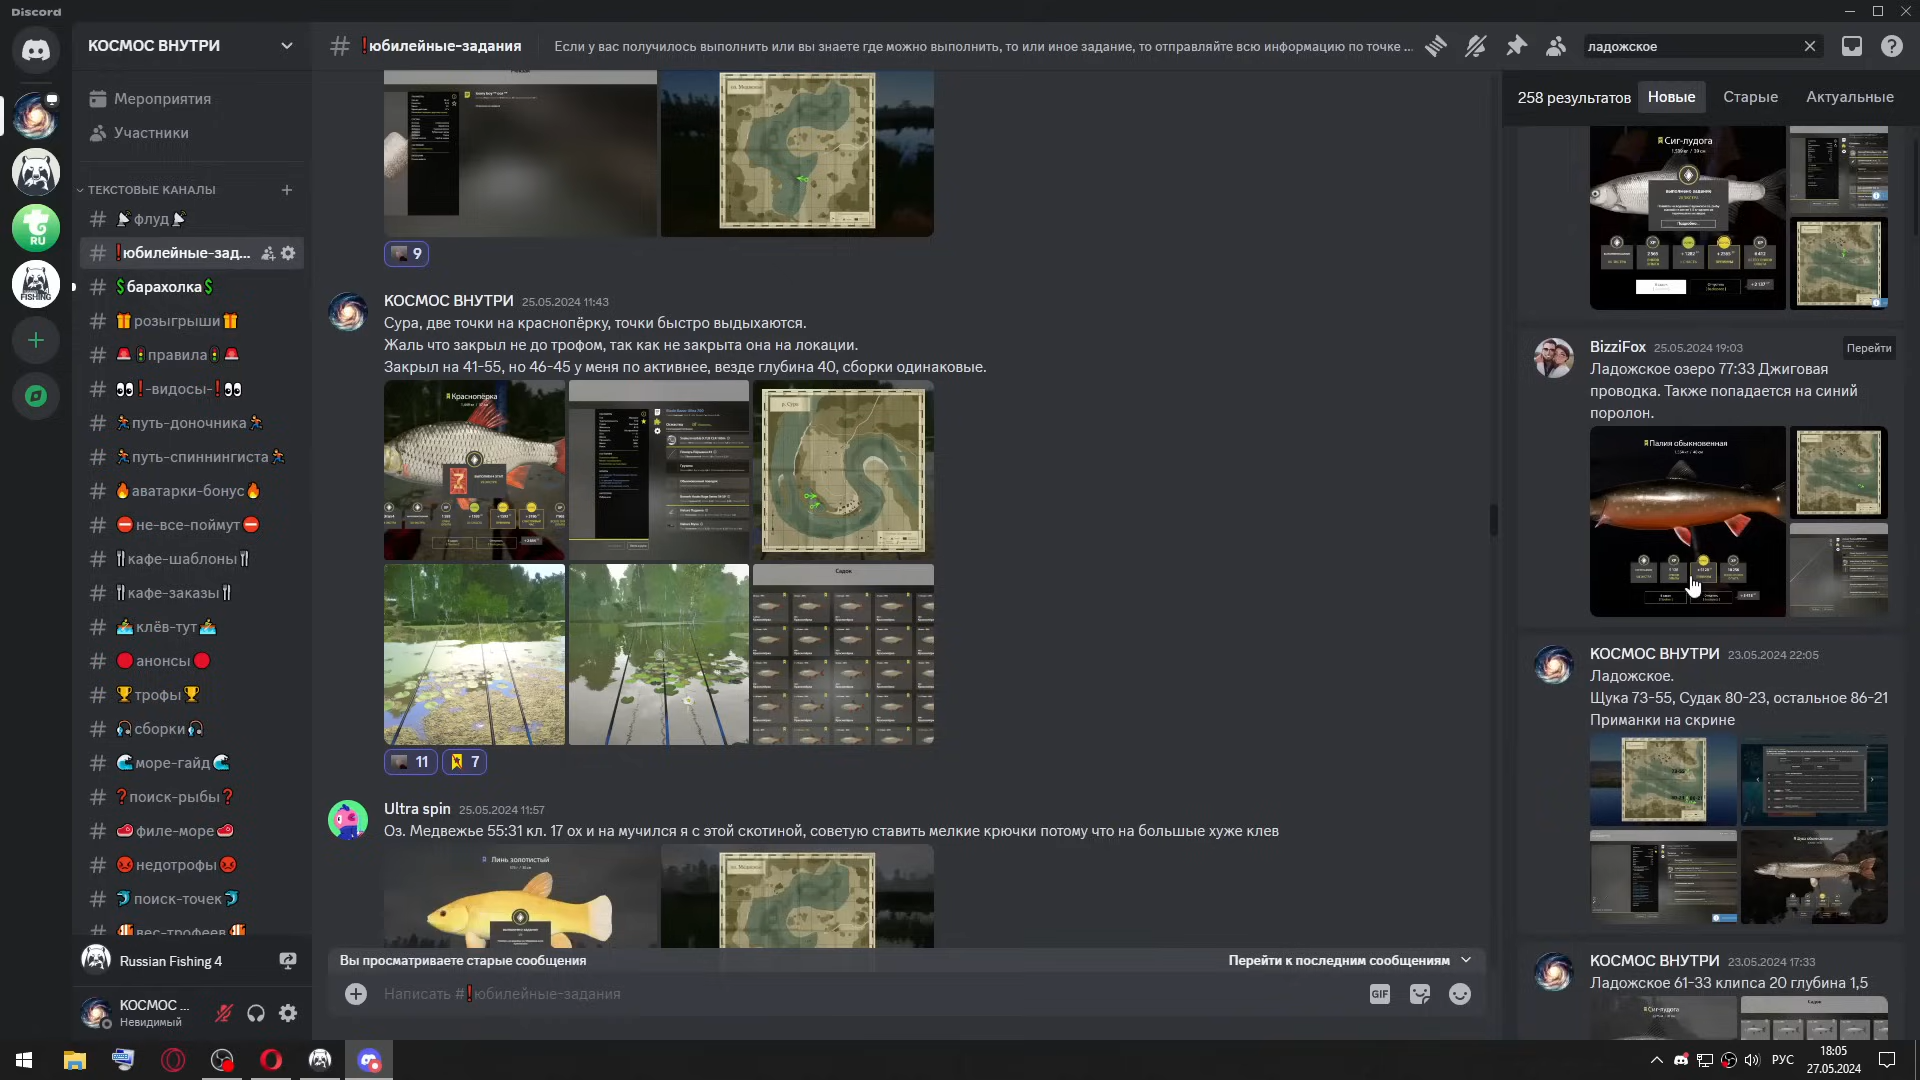 Discord
КОСМОС ВНУТРИ
Мероприятия
Участники
ТЕКСТОВЫЕ КАНАЛЫ
флуд
❗юбилейные-зад...
💲барахолка💲
🎁розыгрыши🎁
правила
👀❗-видосы-❗👀
путь-доночника
путь-спиннингиста
🔥аватарки-бонус🔥
⛔не-все-поймут⛔
🍴кафе-шаблоны🍴
🍴кафе-заказы🍴
клёв-тут
🔴анонсы🔴
🏆трофы🏆
🎧сборки🎧
🌊море-гайд🌊
❓поиск-рыбы❓
филе-море
недотрофы
поиск-точек
вес-трофеев
Russian Fishing 4
КОСМОС ...
Невидимый
❗юбилейные-задания
Если у вас получилось выполнить или вы знаете где можно выполнить, то или иное задание, то отправляйте всю информацию по точке ...
ладожское
9
КОСМОС ВНУТРИ 25.05.2024 11:43
Сура, две точки на краснопёрку, точки быстро выдыхаются.
Жаль что закрыл не до трофом, так как не закрыта она на локации.
Закрыл на 41-55, но 46-45 у меня по активнее, везде глубина 40, сборки одинаковые.
Краснопёрка
р. Сура
Садок
11
7
Ultra spin 25.05.2024 11:57
Оз. Медвежье 55:31 кл. 17 ох и на мучился я с этой скотиной, советую ставить мелкие крючки потому что на большые хуже клев
Линь золотистый
Вы просматриваете старые сообщения
Перейти к последним сообщениям
Написать #❗юбилейные-задания
GIF
258 результатов
Новые
Старые
Актуальные
Сиг-лудога
BizziFox 25.05.2024 19:03
Перейти
Ладожское озеро 77:33 Джиговая
проводка. Также попадается на синий
поролон.
Палия обыкновенная
КОСМОС ВНУТРИ 23.05.2024 22:05
Ладожское.
Щука 73-55, Судак 80-23, остальное 86-21
Приманки на скрине
КОСМОС ВНУТРИ 23.05.2024 17:33
Ладожское 61-33 клипса 20 глубина 1,5
Сиг-лудога
РУС
18:05
27.05.2024